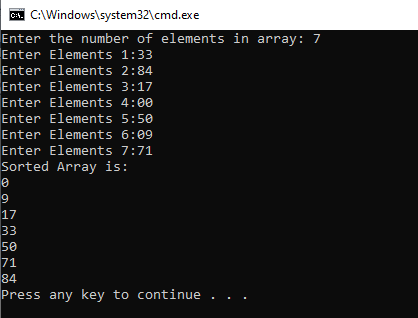 C:\Windows\system32\cmd.exe
Enter the number of elements in array: 7
Enter Elements 1:33
Enter Elements 2:84
Enter Elements 3:17
Enter Elements 4:00
Enter Elements 5:50
Enter Elements 6:09
Enter Elements 7:71
Sorted Array is:
0
9
17
33
50
71
84
Press any key to continue . . .